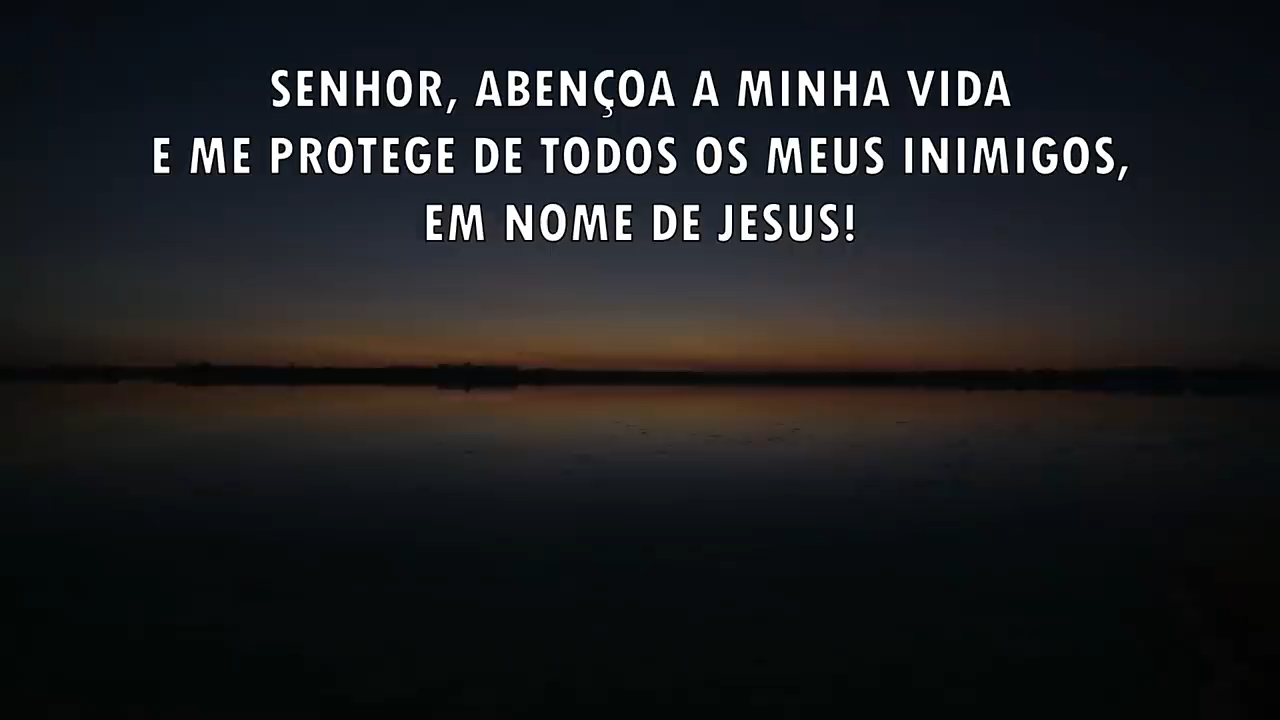 SENHOR, ABENÇOA A MINHA VIDA
E ME PROTEGE DE TODOS OS MEUS INIMIGOS,
EM NOME DE JESUS!